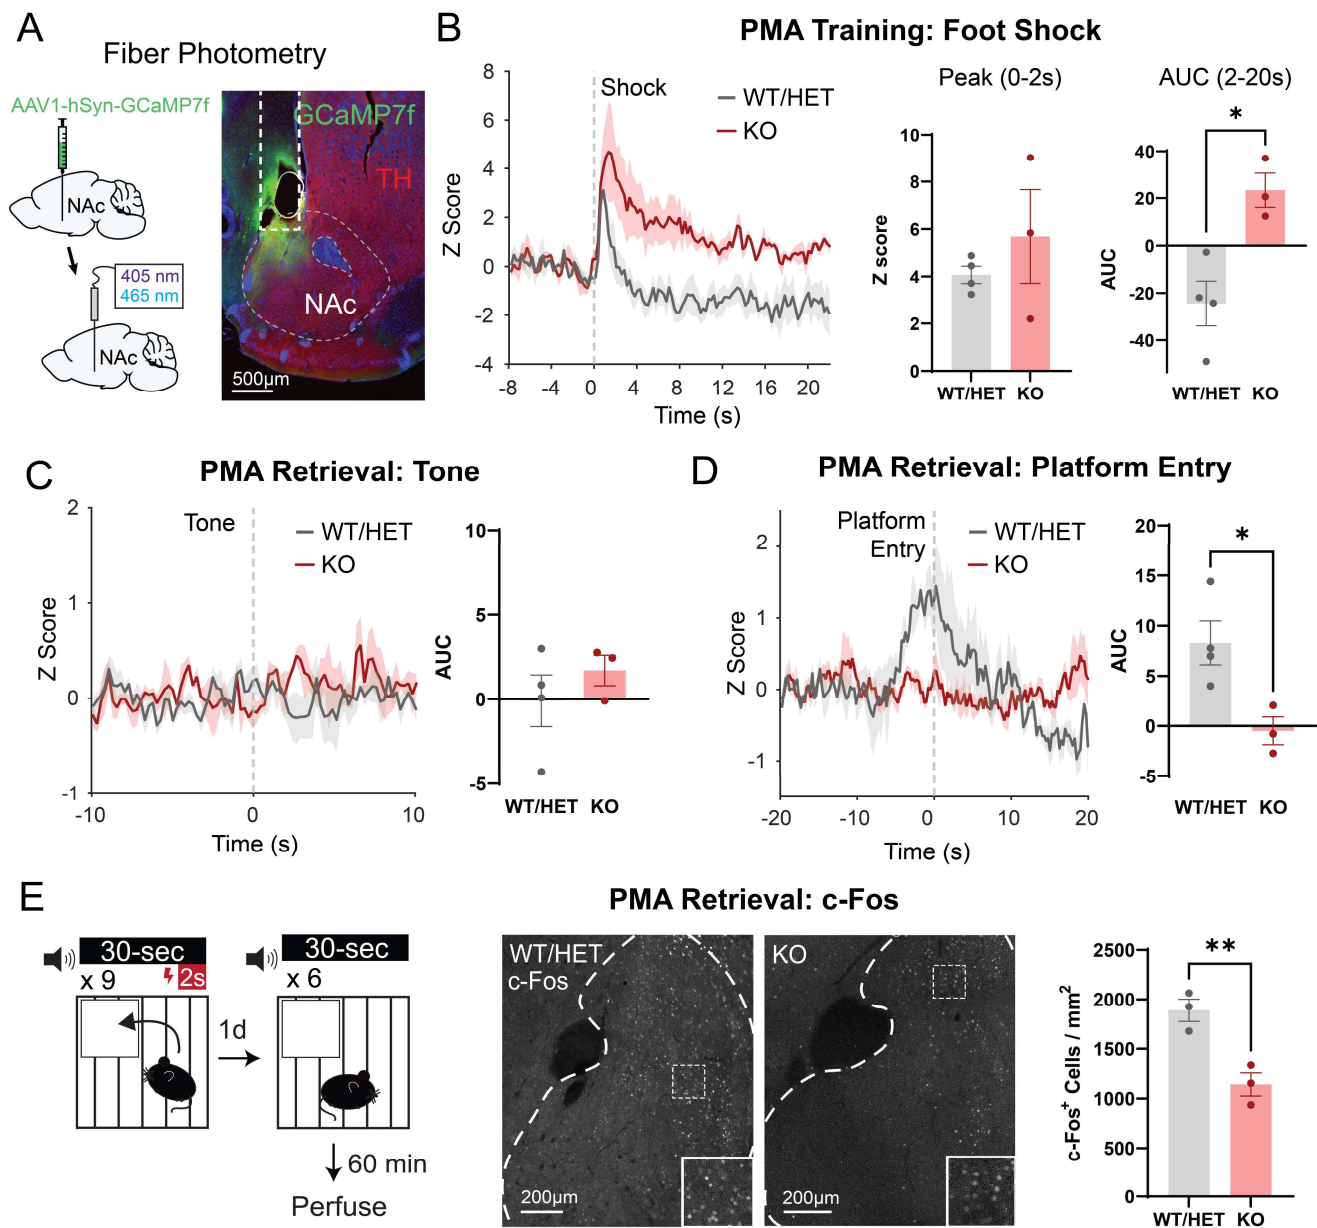 A
Fiber Photometry
AAV1-hSyn-GCaMP7f
NAc
405 nm
465 nm
NAc
GCaMP7f
DAPI
TH
NAc
500µm
B
PMA Training: Foot Shock
Shock
WT/HET
KO
Z Score
8
6
4
2
0
-2
-4
-8
-4
0
4
8
12
16
20
Time (s)
Peak (0-2s)
Z score
10
8
6
4
2
0
WT/HET KO
AUC (2-20s)
*
AUC
40
20
0
-20
-40
WT/HET KO
C
PMA Retrieval: Tone
Tone
WT/HET
KO
Z Score
2
1
0
-1
-10
0
10
Time (s)
AUC
10
5
0
-5
WT/HET KO
D
PMA Retrieval: Platform Entry
Platform
Entry
WT/HET
KO
Z Score
2
1
0
-1
-20
-10
0
10
20
Time (s)
*
AUC
20
15
10
5
0
-5
WT/HET KO
E
PMA Retrieval: c-Fos
30-sec
x 9
2s
1d
30-sec
x 6
60 min
Perfuse
WT/HET
c-Fos
200µm
KO
200µm
**
c-Fos⁺ Cells / mm²
2500
2000
1500
1000
500
0
WT/HET KO